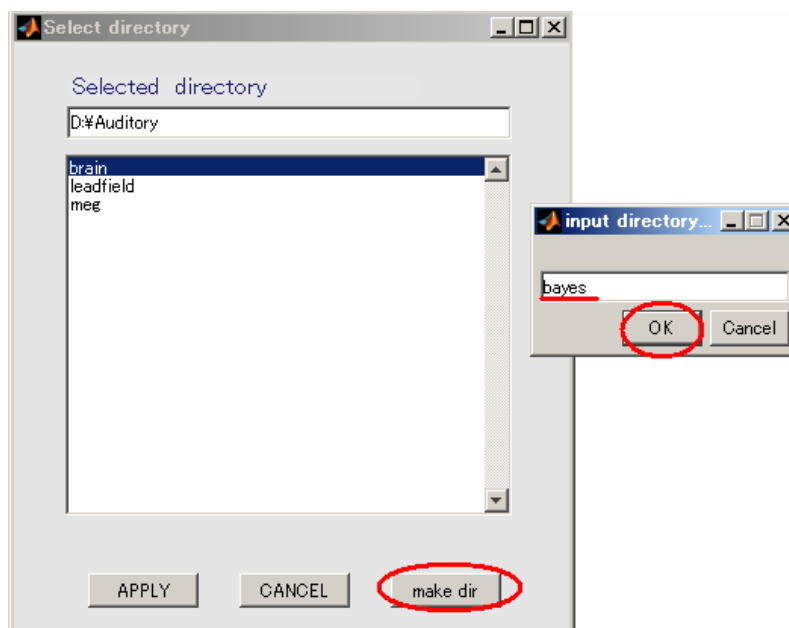 Select directory
Selected directory
D:¥Auditory
brain
leadfield
meg
APPLY
CANCEL
make dir
input directory...
bayes
OK
Cancel